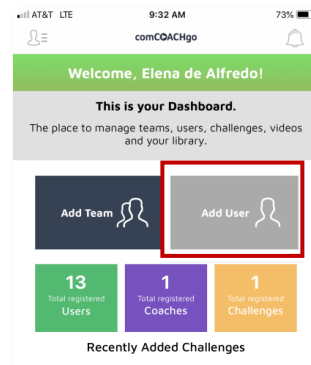 AT&T LTE 9:32 AM 73%
comCOACHgo
Welcome, Elena de Alfredo!
This is your Dashboard.
The place to manage teams, users, challenges, videos
and your library.
Add Team Add User
13 1 1
Total registered Total registered Total registered
Users Coaches Challenges
Recently Added Challenges